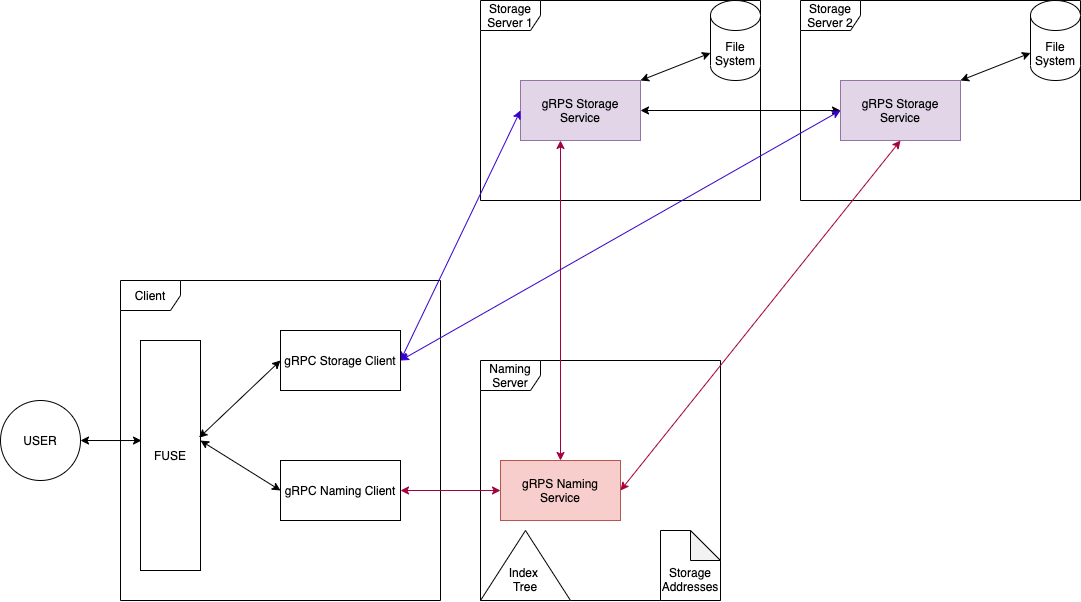 Storage
Server 1
File
System
gRPS Storage
Service
Storage
Server 2
File
System
gRPS Storage
Service
Client
gRPC Storage Client
USER
FUSE
gRPC Naming Client
Naming
Server
gRPS Naming
Service
Index
Tree
Storage
Addresses